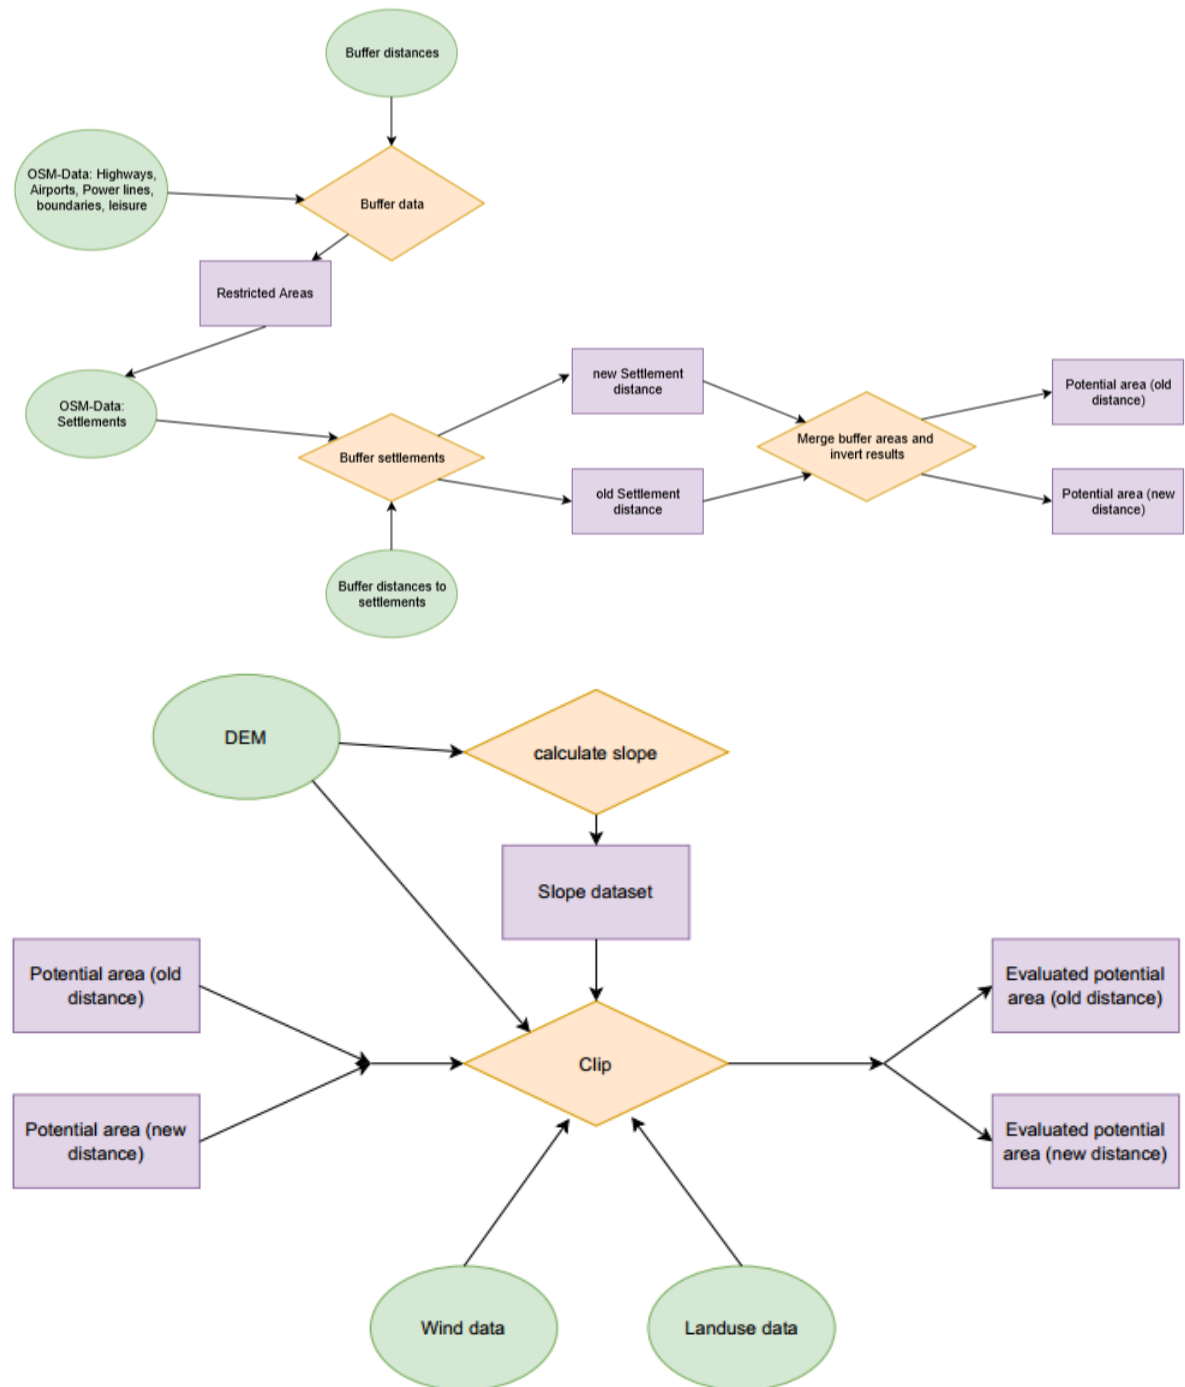 Buffer distances
OSM-Data: Highways,
Airports, Power lines,
boundaries, leisure
Buffer data
Restricted Areas
OSM-Data:
Settlements
Buffer settlements
new Settlement
distance
old Settlement
distance
Merge buffer areas and
invert results
Potential area (old
distance)
Potential area (new
distance)
Buffer distances to
settlements
DEM
calculate slope
Slope dataset
Potential area (old
distance)
Potential area (new
distance)
Clip
Evaluated potential
area (old distance)
Evaluated potential
area (new distance)
Wind data
Landuse data